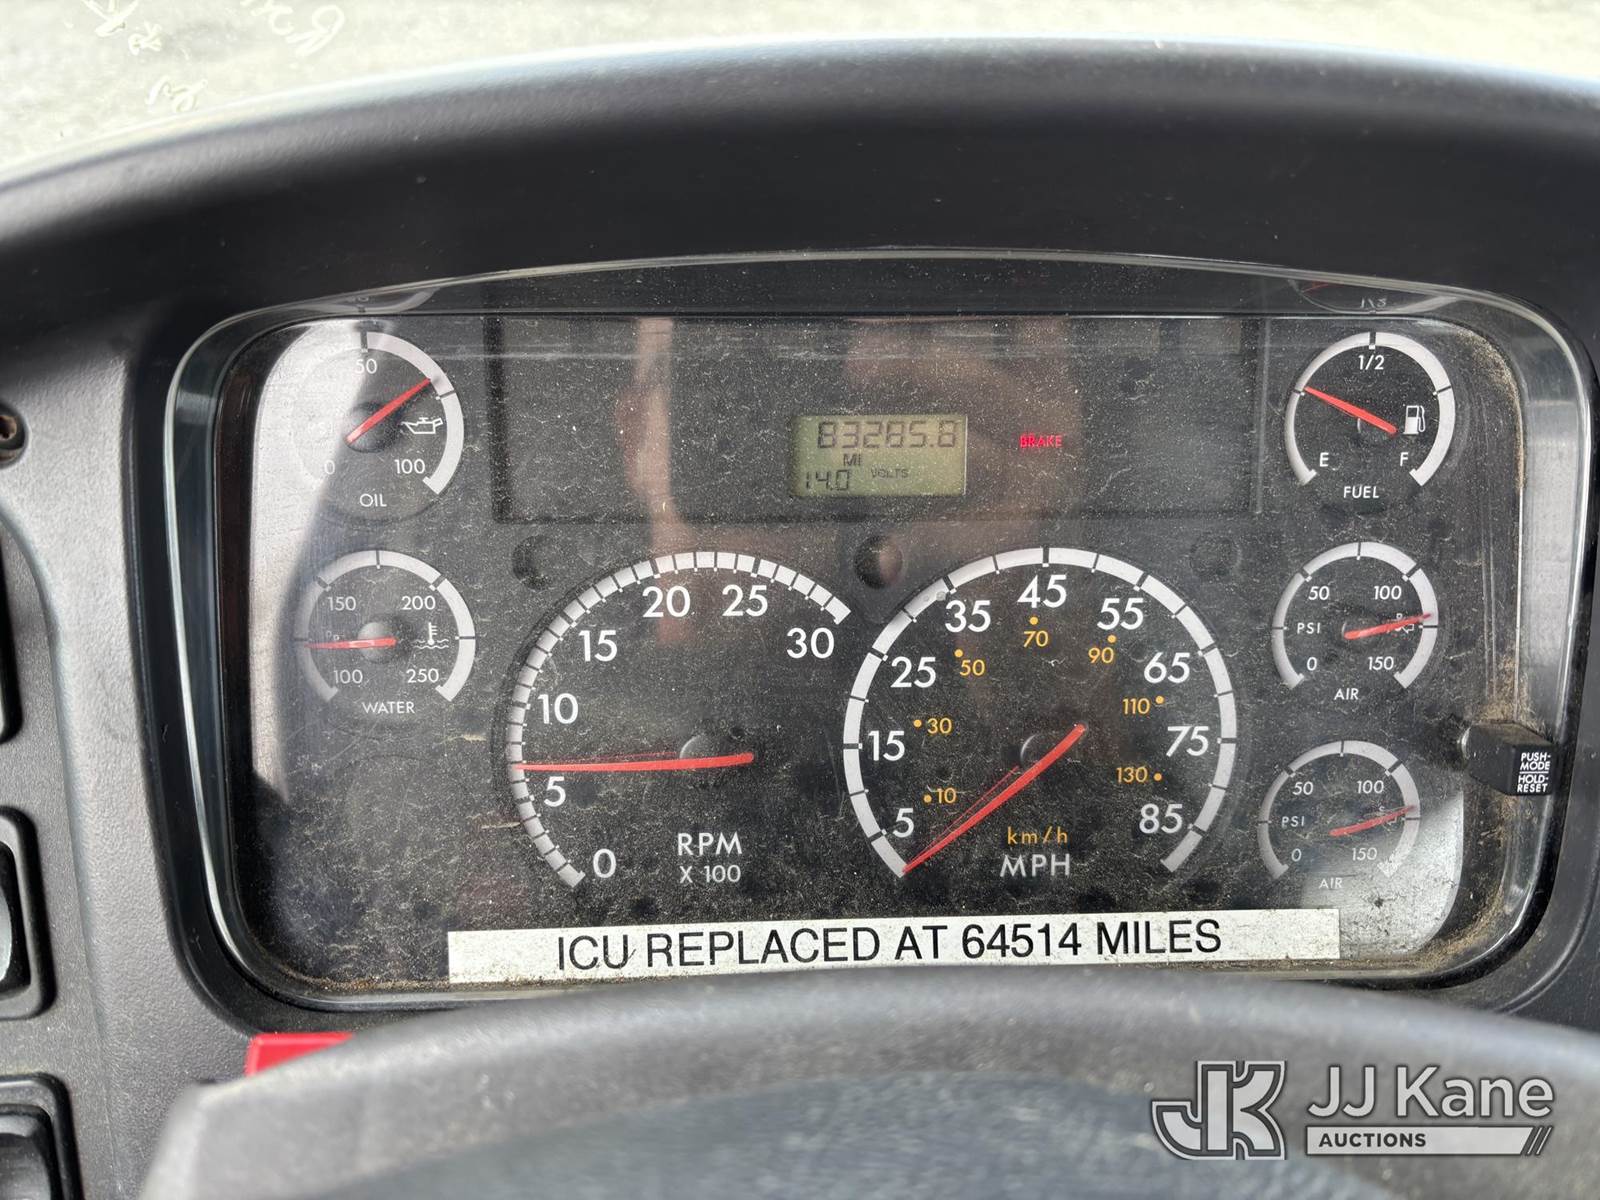 50
0
100
OIL
1/2
E
F
FUEL
83285.8
MI
14.0 VOLTS
BRAKE
150
200
°F
100
250
WATER
0
5
10
15
20
25
30
RPM
X 100
5
15
25
35
45
55
65
75
85
10
30
50
70
90
110
130
km/h
MPH
50
100
PSI
0
150
AIR
50
100
PSI
0
150
AIR
PUSH-
MODE
HOLD-
RESET
ICU REPLACED AT 64514 MILES
JK
JJ Kane
AUCTIONS